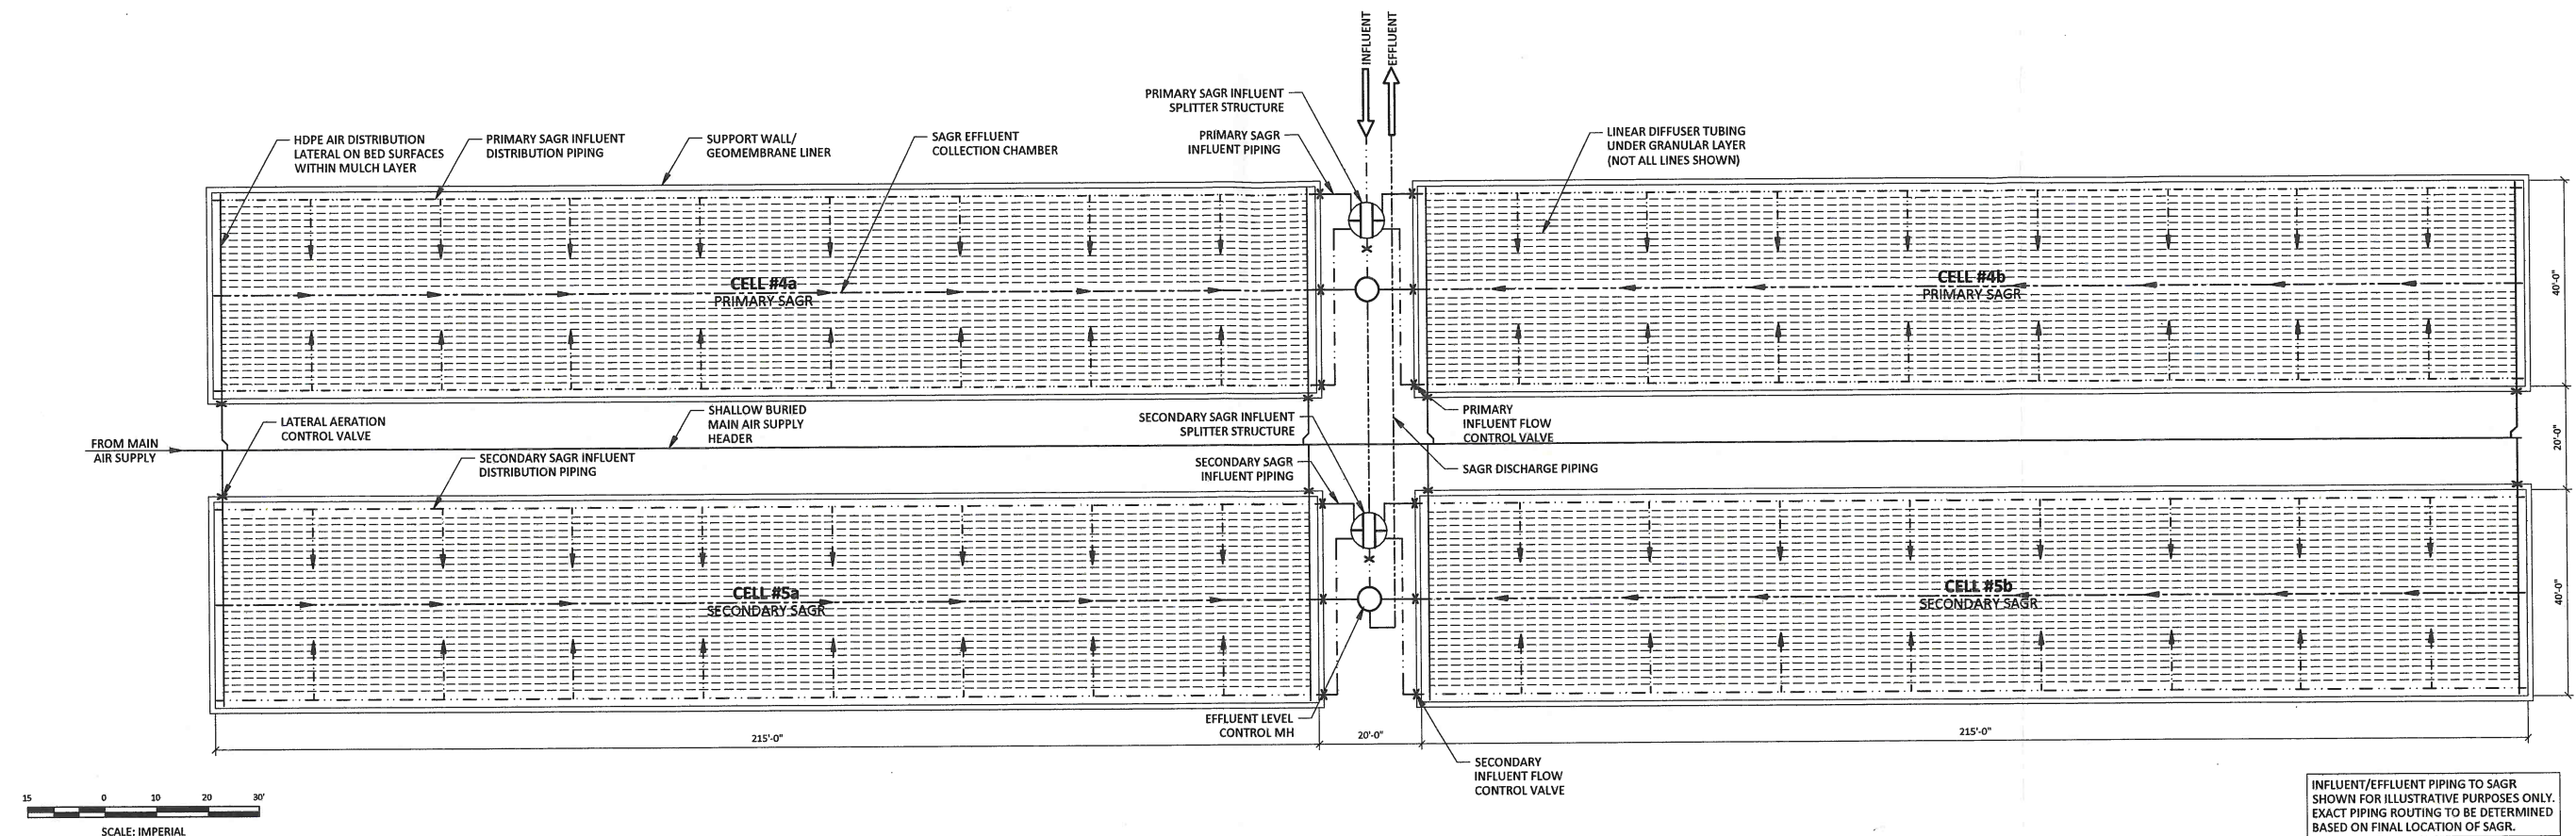 INFLUENT
EFFLUENT
PRIMARY SAGR INFLUENT
SPLITTER STRUCTURE
HDPE AIR DISTRIBUTION
LATERAL ON BED SURFACES
WITHIN MULCH LAYER
PRIMARY SAGR INFLUENT
DISTRIBUTION PIPING
SUPPORT WALL/
GEOMEMBRANE LINER
SAGR EFFLUENT
COLLECTION CHAMBER
PRIMARY SAGR
INFLUENT PIPING
LINEAR DIFFUSER TUBING
UNDER GRANULAR LAYER
(NOT ALL LINES SHOWN)
CELL #4a
PRIMARY SAGR
CELL #4b
PRIMARY SAGR
40'-0"
LATERAL AERATION
CONTROL VALVE
SHALLOW BURIED
MAIN AIR SUPPLY
HEADER
SECONDARY SAGR INFLUENT
SPLITTER STRUCTURE
PRIMARY
INFLUENT FLOW
CONTROL VALVE
FROM MAIN
AIR SUPPLY
20'-0"
SECONDARY SAGR INFLUENT
DISTRIBUTION PIPING
SECONDARY SAGR
INFLUENT PIPING
SAGR DISCHARGE PIPING
CELL #5a
SECONDARY SAGR
CELL #5b
SECONDARY SAGR
40'-0"
EFFLUENT LEVEL
CONTROL MH
215'-0"
20'-0"
215'-0"
SECONDARY
INFLUENT FLOW
CONTROL VALVE
15 0 10 20 30'
SCALE: IMPERIAL
INFLUENT/EFFLUENT PIPING TO SAGR
SHOWN FOR ILLUSTRATIVE PURPOSES ONLY.
EXACT PIPING ROUTING TO BE DETERMINED
BASED ON FINAL LOCATION OF SAGR.